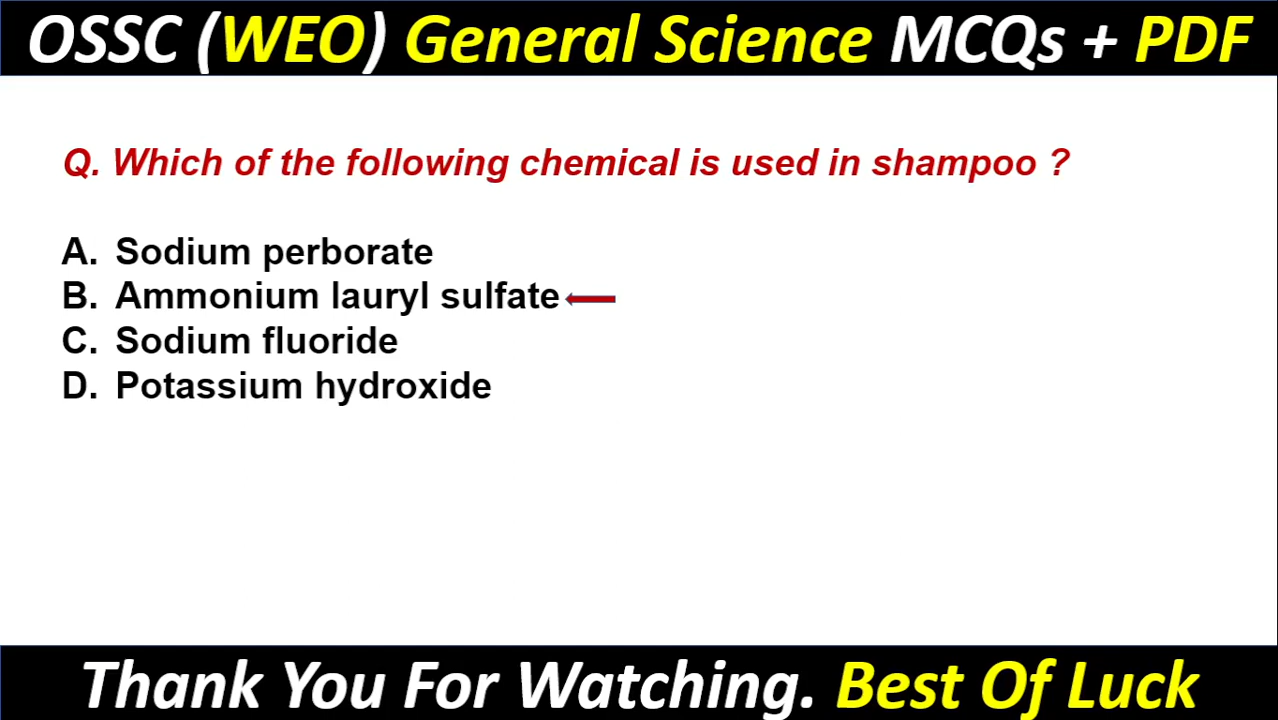 OSSC (WEO) General Science MCQs + PDF
Q. Which of the following chemical is used in shampoo ?
A. Sodium perborate
B. Ammonium lauryl sulfate
C. Sodium fluoride
D. Potassium hydroxide
Thank You For Watching. Best Of Luck